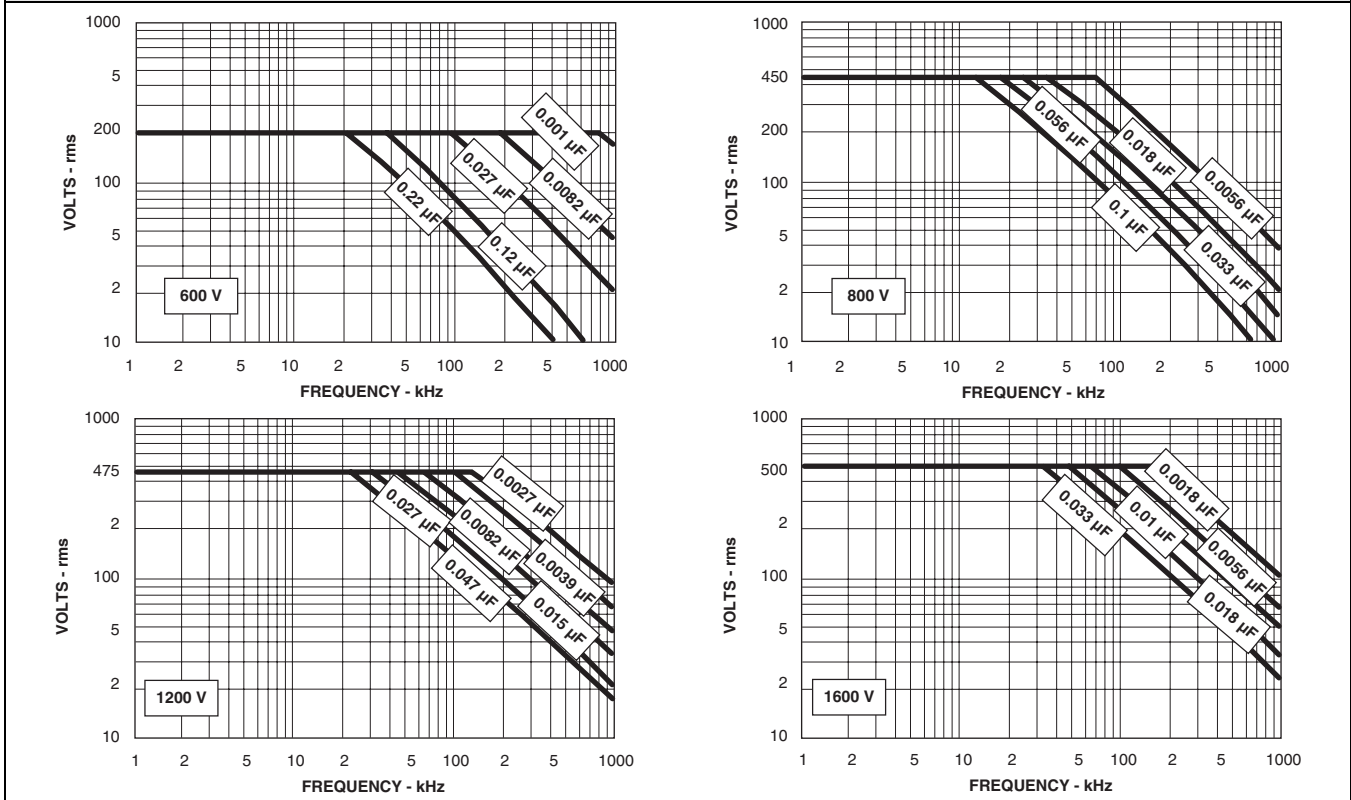 1000
5
200
100
5
2
10
VOLTS - rms
0.001 µF
0.027 µF
0.0082 µF
0.22 µF
0.12 µF
600 V
1 2 5 10 2 5 100 2 5 1000
FREQUENCY - kHz
1000
450
200
100
5
2
10
VOLTS - rms
0.056 µF
0.018 µF
0.0056 µF
0.1 µF
0.033 µF
800 V
1 2 5 10 2 5 100 2 5 1000
FREQUENCY - kHz
1000
475
2
100
5
2
10
VOLTS - rms
0.0027 µF
0.027 µF
0.0082 µF
0.0039 µF
0.047 µF
0.015 µF
1200 V
1 2 5 10 2 5 100 2 5 1000
FREQUENCY - kHz
1000
500
2
100
5
2
10
VOLTS - rms
0.0018 µF
0.033 µF
0.01 µF
0.0056 µF
0.018 µF
1600 V
1 2 5 10 2 5 100 2 5 1000
FREQUENCY - kHz